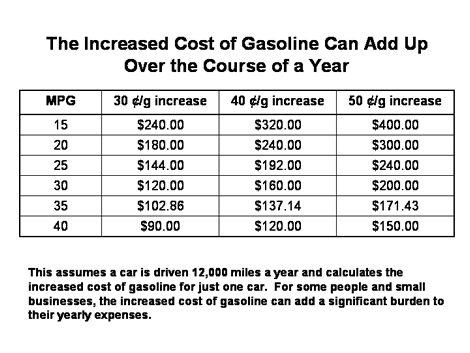 The Increased Cost of Gasoline Can Add Up
Over the Course of a Year
MPG 30 ¢/g increase 40 ¢/g increase 50 ¢/g increase
15 $240.00 $320.00 $400.00
20 $180.00 $240.00 $300.00
25 $144.00 $192.00 $240.00
30 $120.00 $160.00 $200.00
35 $102.86 $137.14 $171.43
40 $90.00 $120.00 $150.00
This assumes a car is driven 12,000 miles a year and calculates the
increased cost of gasoline for just one car. For some people and small
businesses, the increased cost of gasoline can add a significant burden to
their yearly expenses.